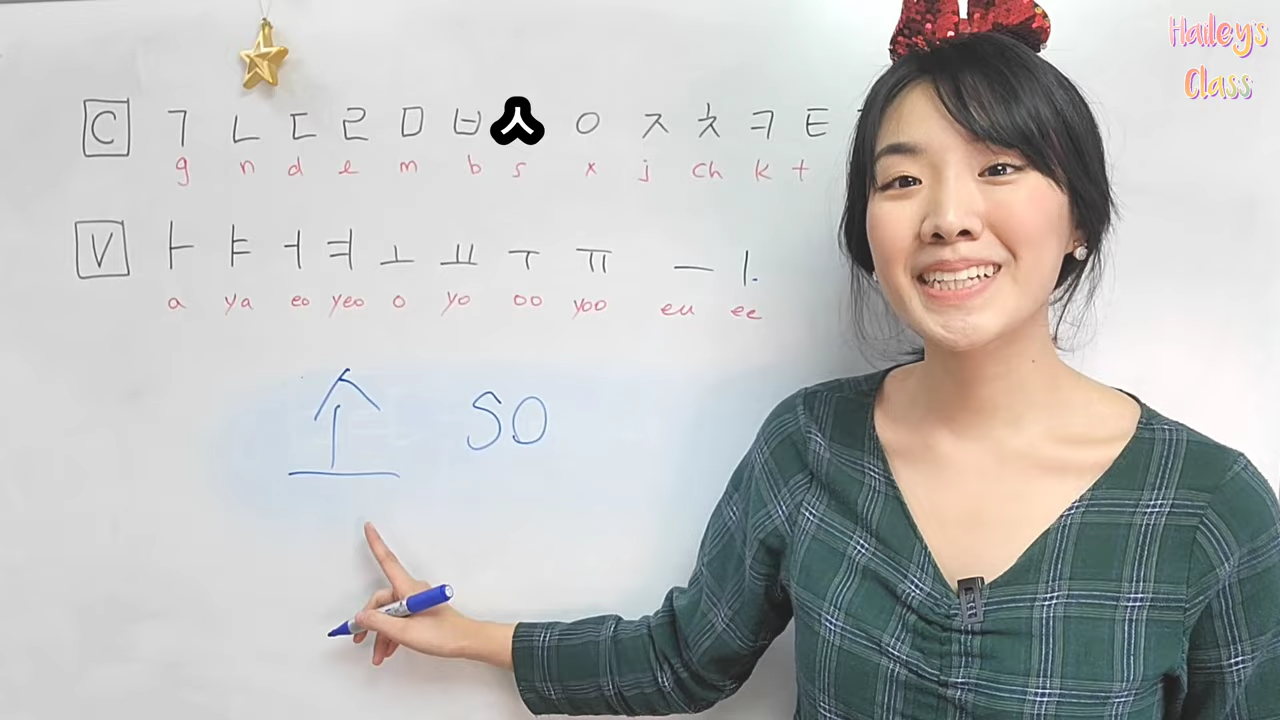 Hailey's
Class
C ㄱ ㄴ ㄷ ㄹ ㅁ ㅂ ㅅ ㅇ ㅈ ㅊ ㅋ ㅌ
g n d l m b s x j ch k t
V ㅏ ㅑ ㅓ ㅕ ㅗ ㅛ ㅜ ㅠ ㅡ ㅣ
a ya eo yeo o yo oo yoo eu ee
소 so